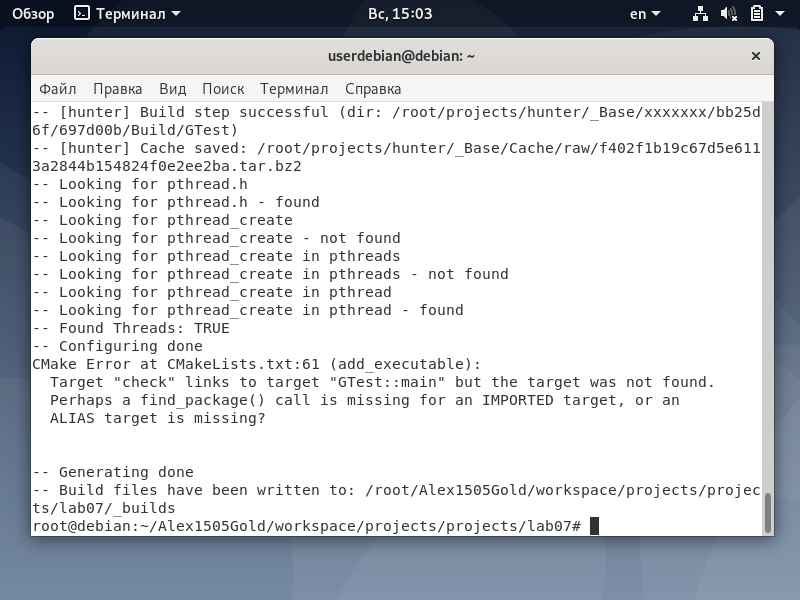 Обзор Терминал Вс, 15:03 en
userdebian@debian: ~ ×
Файл Правка Вид Поиск Терминал Справка
-- [hunter] Build step successful (dir: /root/projects/hunter/_Base/xxxxxxx/bb25d
6f/697d00b/Build/GTest)
-- [hunter] Cache saved: /root/projects/hunter/_Base/Cache/raw/f402f1b19c67d5e611
3a2844b154824f0e2ee2ba.tar.bz2
-- Looking for pthread.h
-- Looking for pthread.h - found
-- Looking for pthread_create
-- Looking for pthread_create - not found
-- Looking for pthread_create in pthreads
-- Looking for pthread_create in pthreads - not found
-- Looking for pthread_create in pthread
-- Looking for pthread_create in pthread - found
-- Found Threads: TRUE
-- Configuring done
CMake Error at CMakeLists.txt:61 (add_executable):
  Target "check" links to target "GTest::main" but the target was not found.
  Perhaps a find_package() call is missing for an IMPORTED target, or an
  ALIAS target is missing?
-- Generating done
-- Build files have been written to: /root/Alex1505Gold/workspace/projects/projec
ts/lab07/_builds
root@debian:~/Alex1505Gold/workspace/projects/projects/lab07#